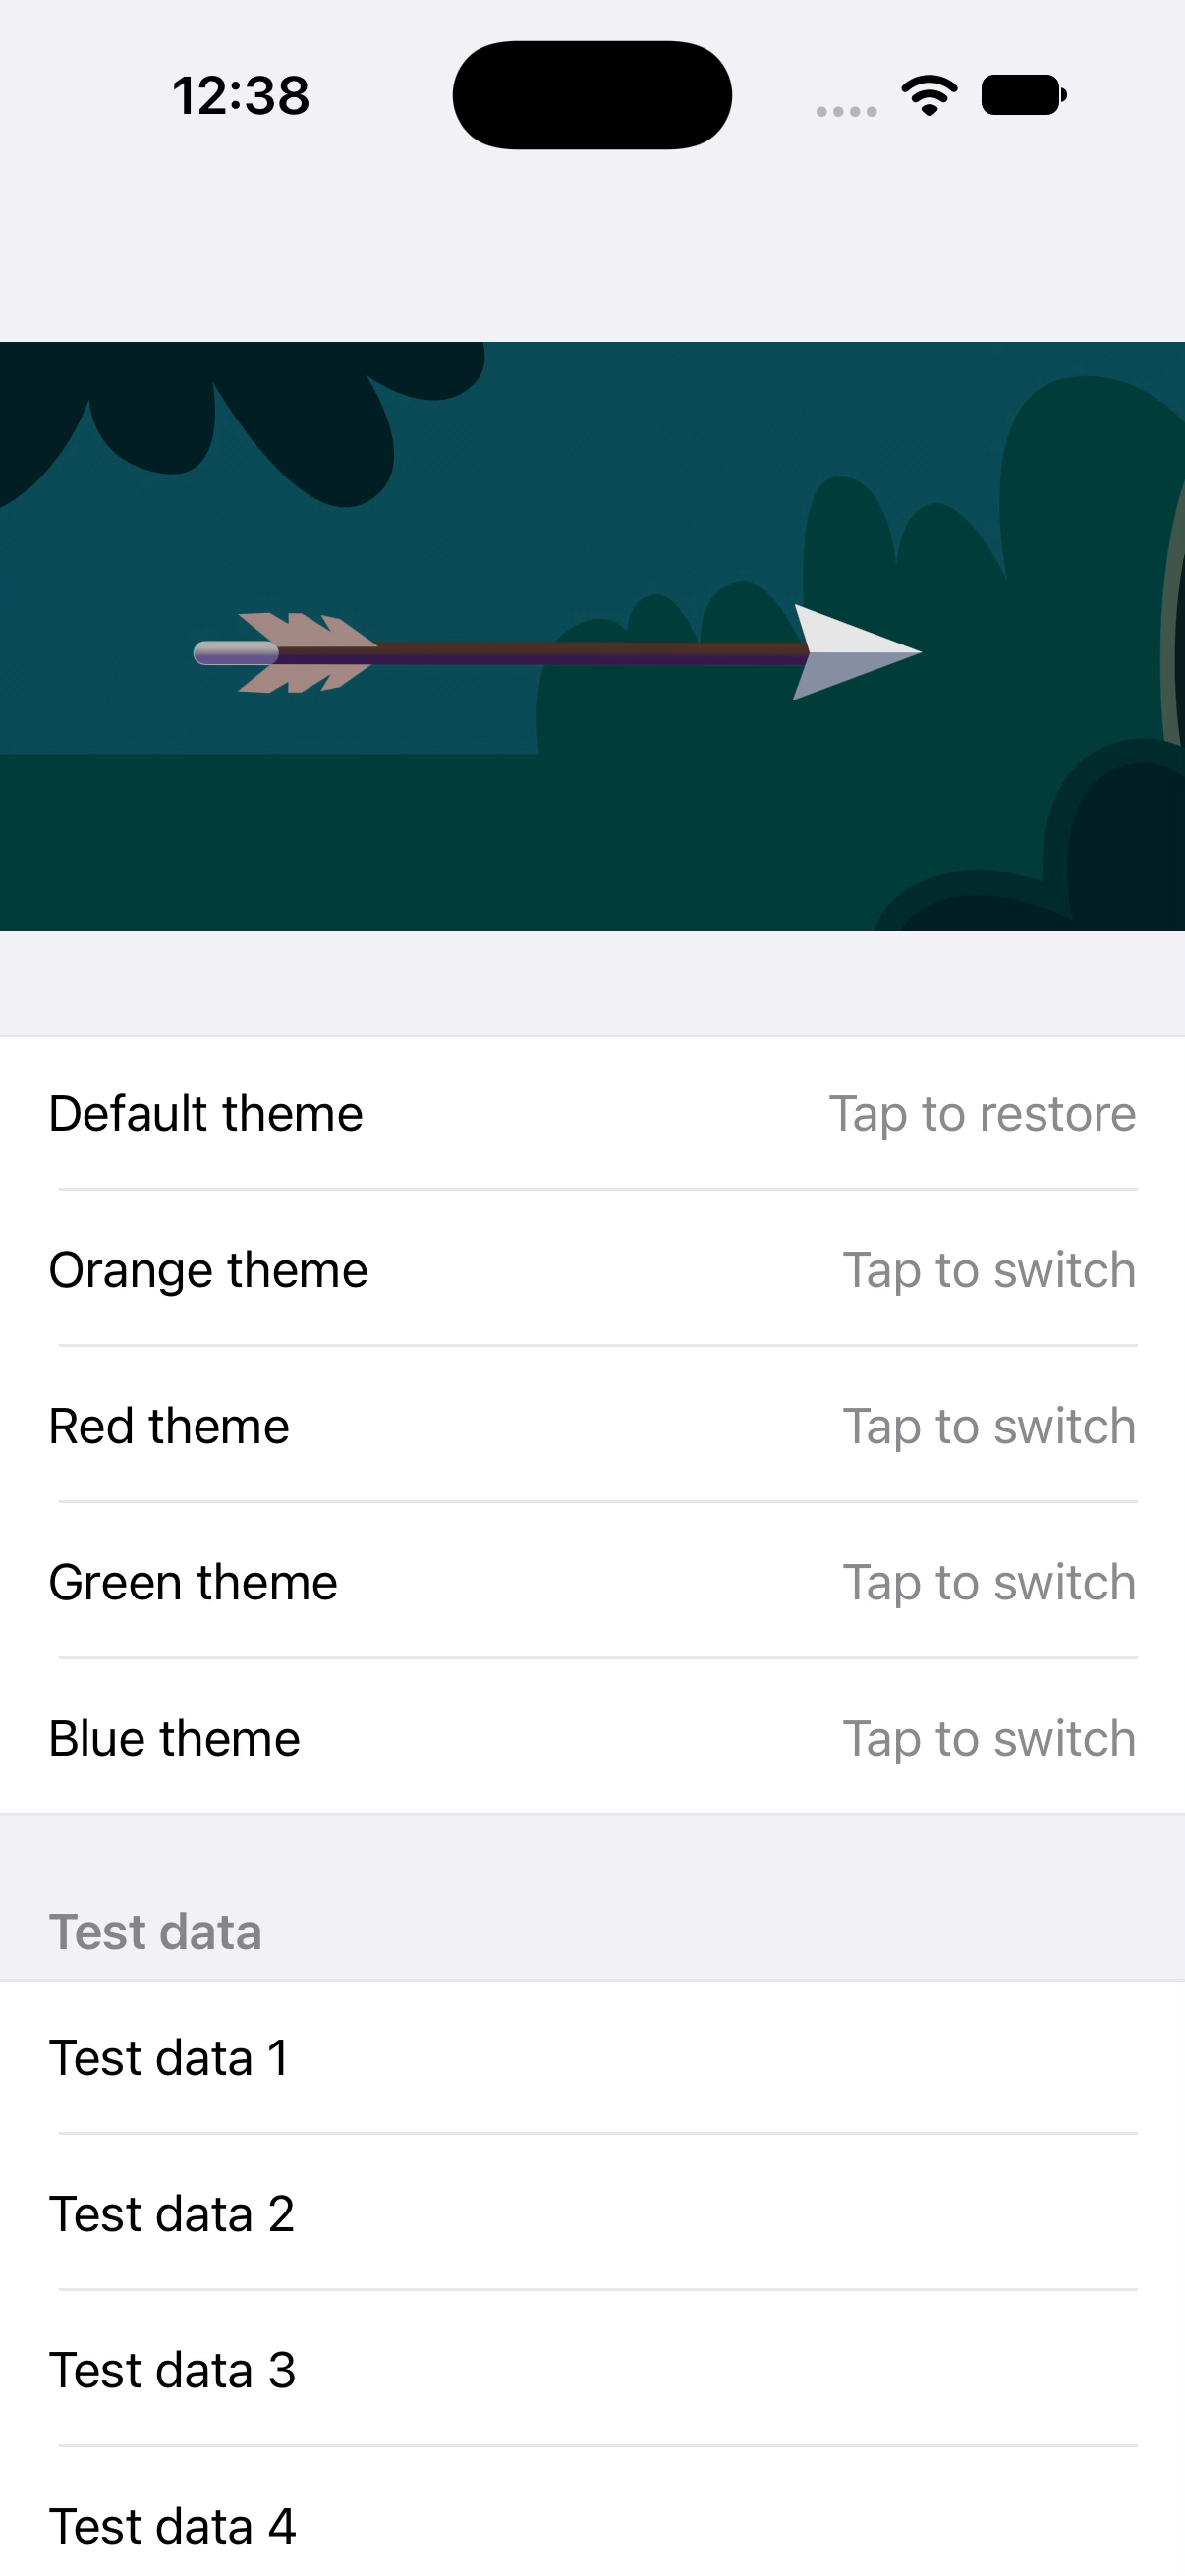 12:38
Default theme Tap to restore
Orange theme Tap to switch
Red theme Tap to switch
Green theme Tap to switch
Blue theme Tap to switch
Test data
Test data 1
Test data 2
Test data 3
Test data 4